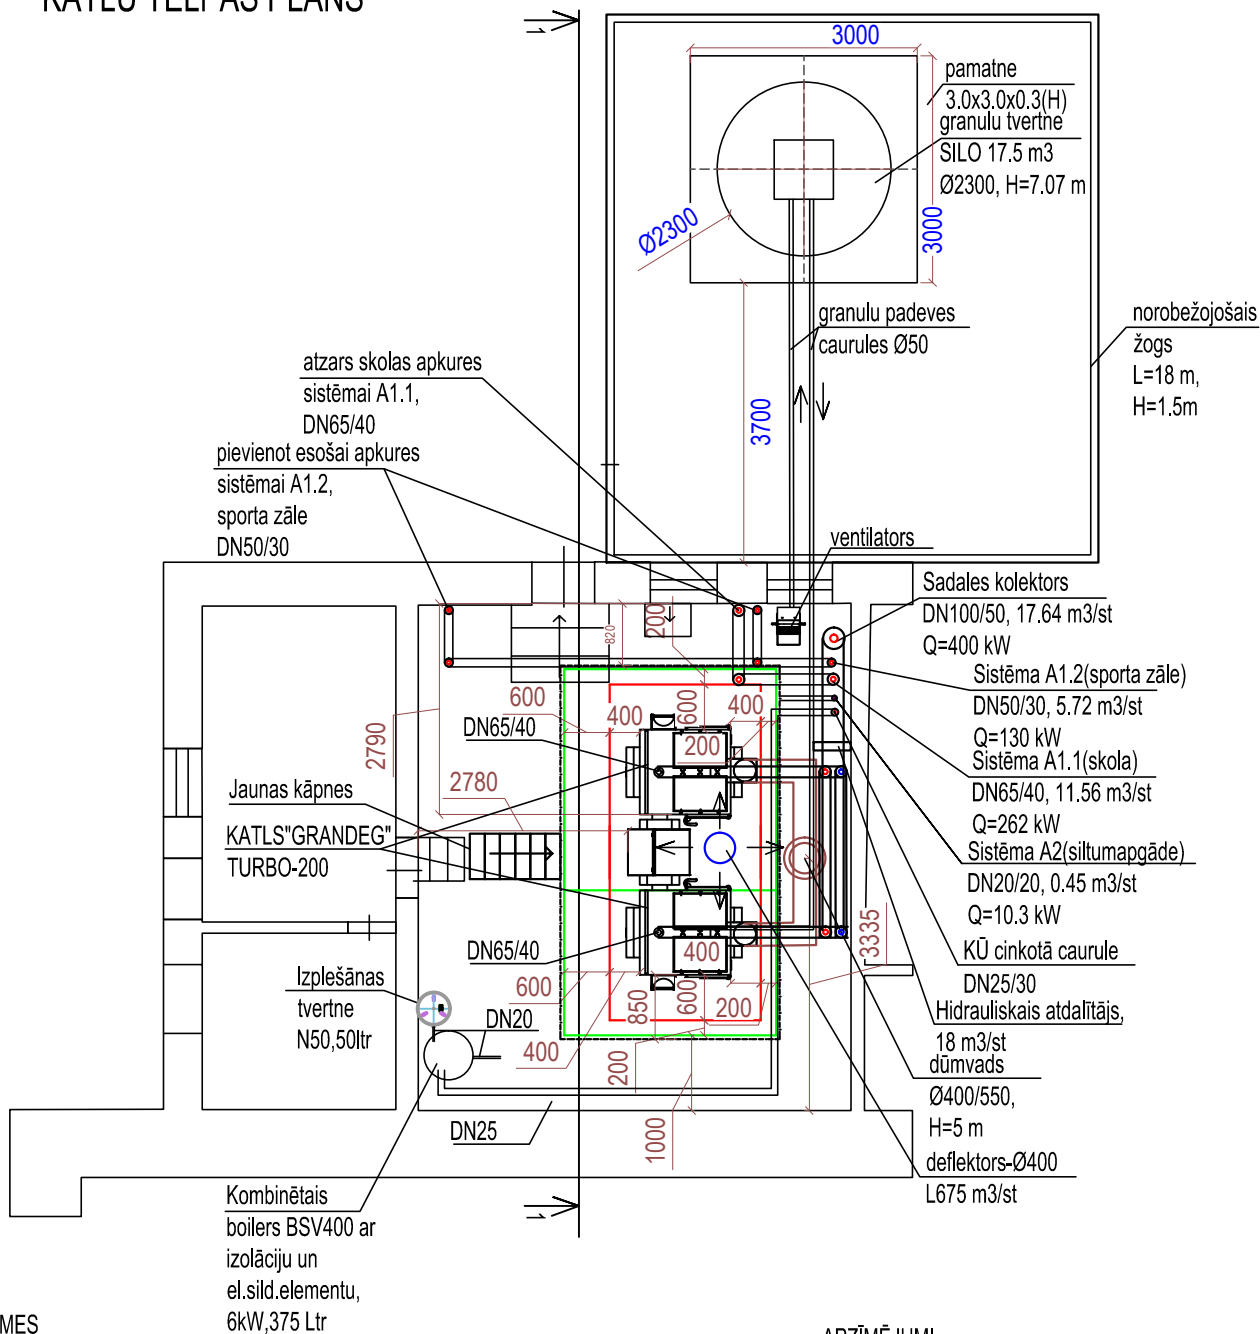 KATLU TELPAS PLĀNS
1
3000
pamatne
3.0x3.0x0.3(H)
granulu tvertne
SILO 17.5 m3
Ø2300, H=7.07 m
Ø2300
3000
granulu padeves
caurules Ø50
norobežojošais
žogs
L=18 m,
H=1.5m
3700
atzars skolas apkures
sistēmai A1.1,
DN65/40
pievienot esošai apkures
sistēmai A1.2,
sporta zāle
DN50/30
ventilators
Sadales kolektors
DN100/50, 17.64 m3/st
Q=400 kW
Sistēma A1.2(sporta zāle)
DN50/30, 5.72 m3/st
Q=130 kW
Sistēma A1.1(skola)
DN65/40, 11.56 m3/st
Q=262 kW
Sistēma A2(siltumapgāde)
DN20/20, 0.45 m3/st
Q=10.3 kW
KŪ cinkotā caurule
DN25/30
Hidrauliskais atdalītājs,
18 m3/st
dūmvads
Ø400/550,
H=5 m
deflektors-Ø400
L675 m3/st
820
200
600
400
600
400
200
2790
DN65/40
2780
Jaunas kāpnes
KATLS"GRANDEG"
TURBO-200
DN65/40
400
3335
600
850
600
200
400
200
1000
Izplešānas
tvertne
N50,50ltr
DN20
DN25
Kombinētais
boilers BSV400 ar
izolāciju un
el.sild.elementu,
6kW,375 Ltr
1
MES
APZĪMĒJUMI